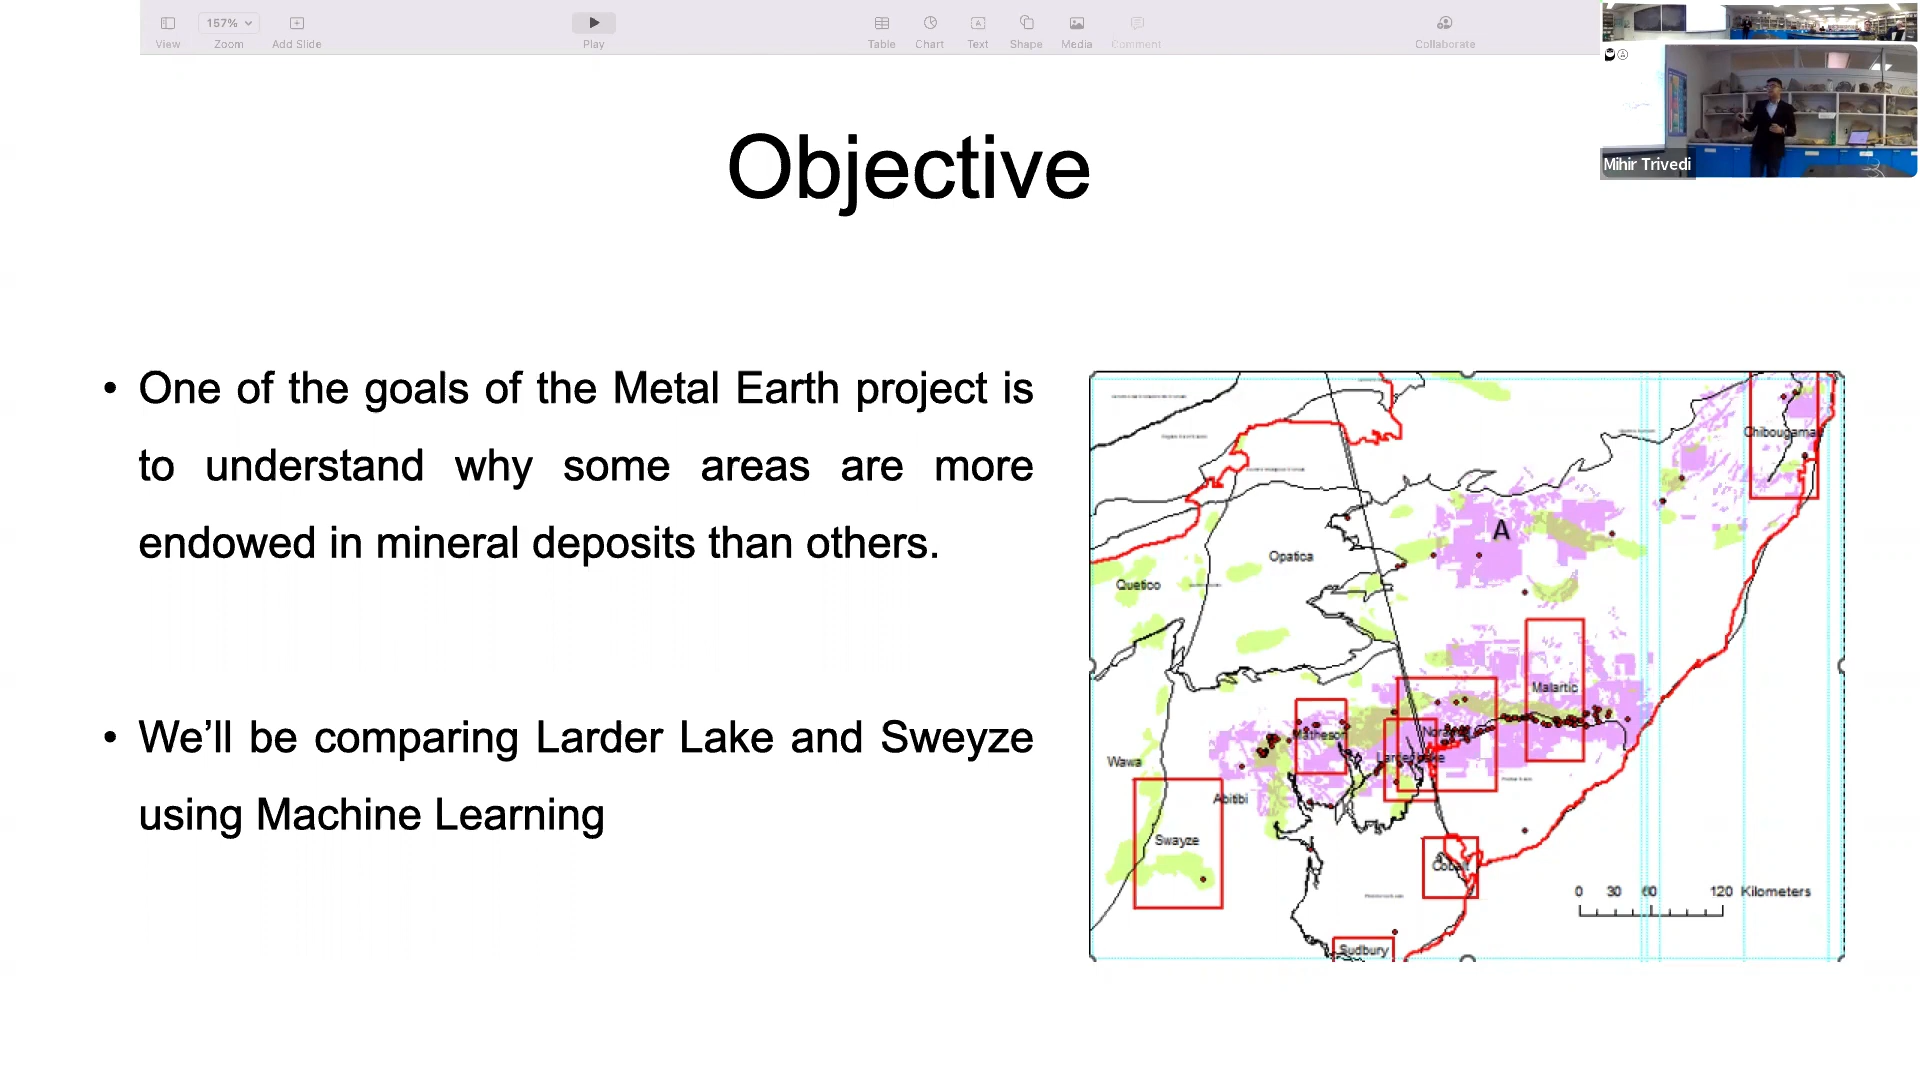 157%
View
Zoom
Add Slide
Play
Table
Chart
Text
Shape
Media
Comment
Collaborate
Mihir Trivedi
Objective
• One of the goals of the Metal Earth project is
to understand why some areas are more
endowed in mineral deposits than others.
• We’ll be comparing Larder Lake and Sweyze
using Machine Learning
Chibougamau
A
Opatica
Quetico
Malartic
Matheson
Larder Lake
Wawa
Abitibi
Swayze
Cobalt
0 30 60 120 Kilometers
Sudbury